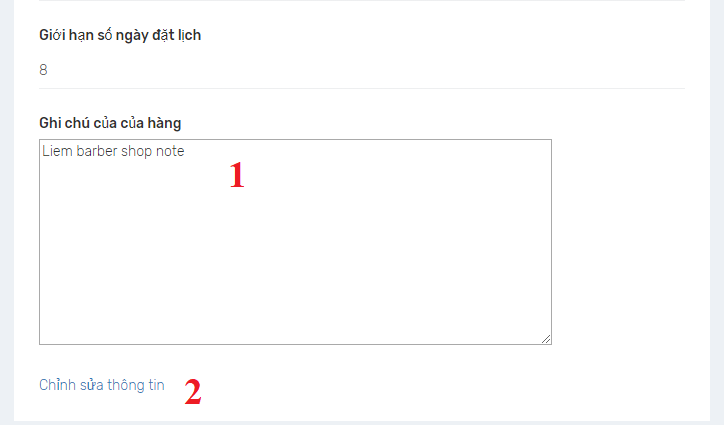 Giới hạn số ngày đặt lịch
8
Ghi chú của của hàng
Liem barber shop note
1
Chỉnh sửa thông tin
2